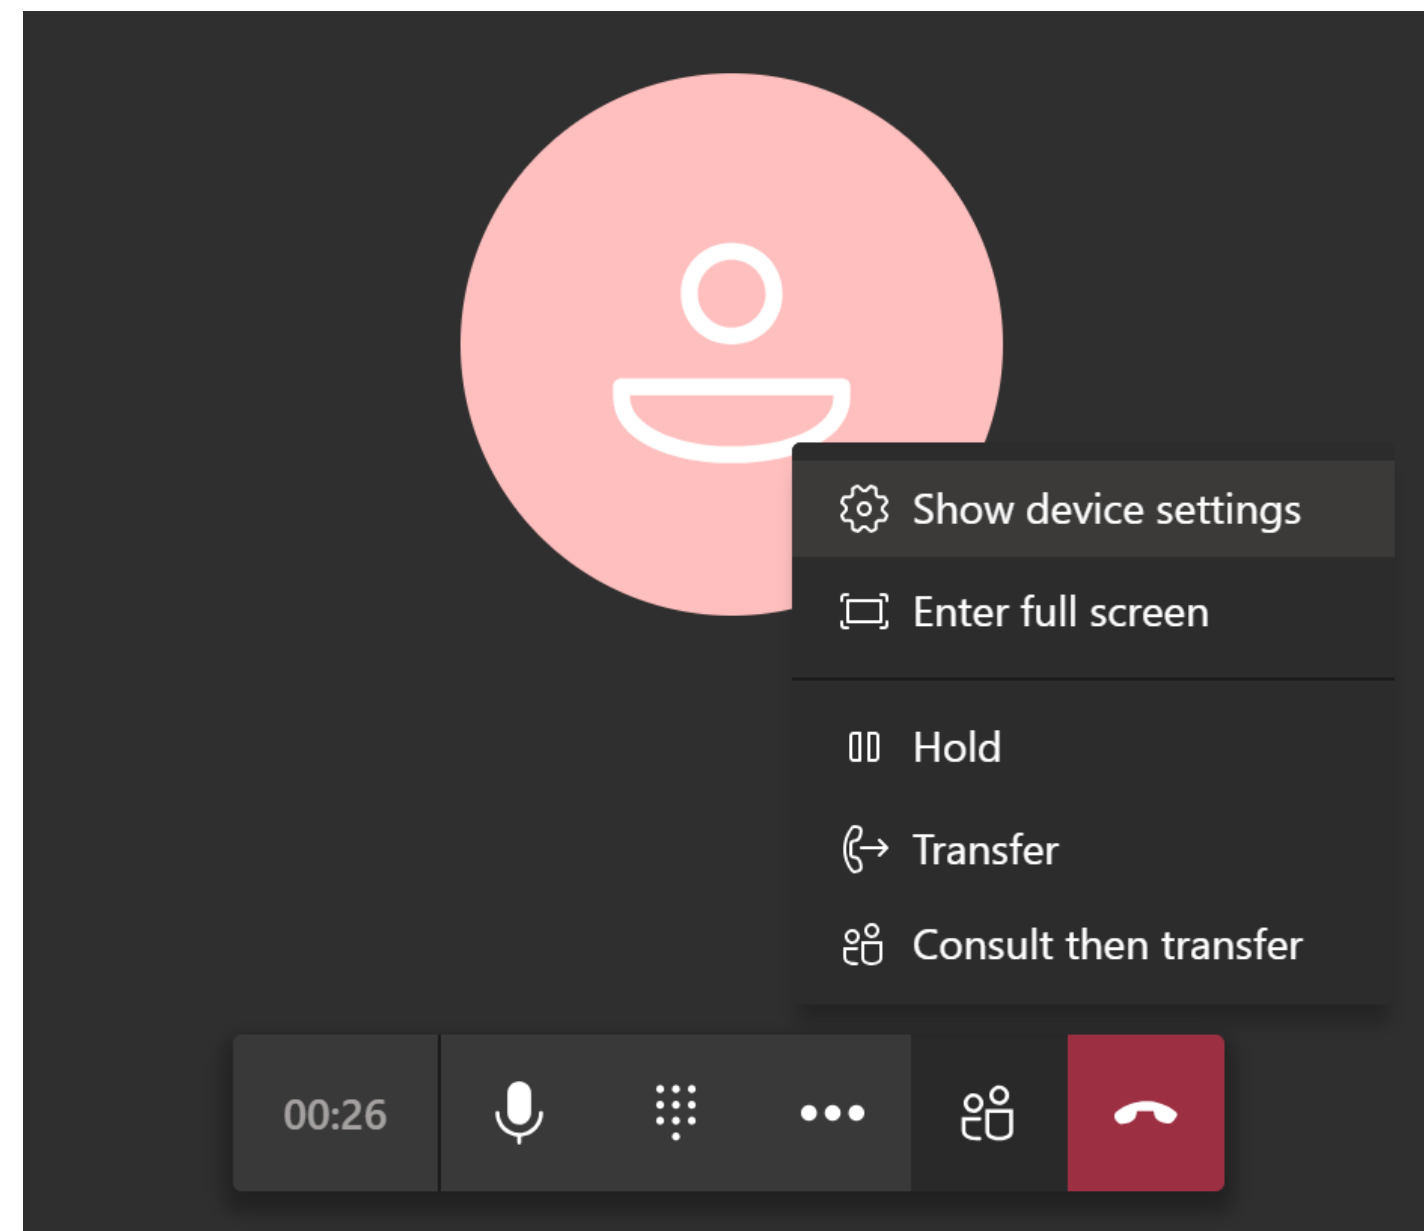 Show device settings
Enter full screen
Hold
Transfer
Consult then transfer
00:26